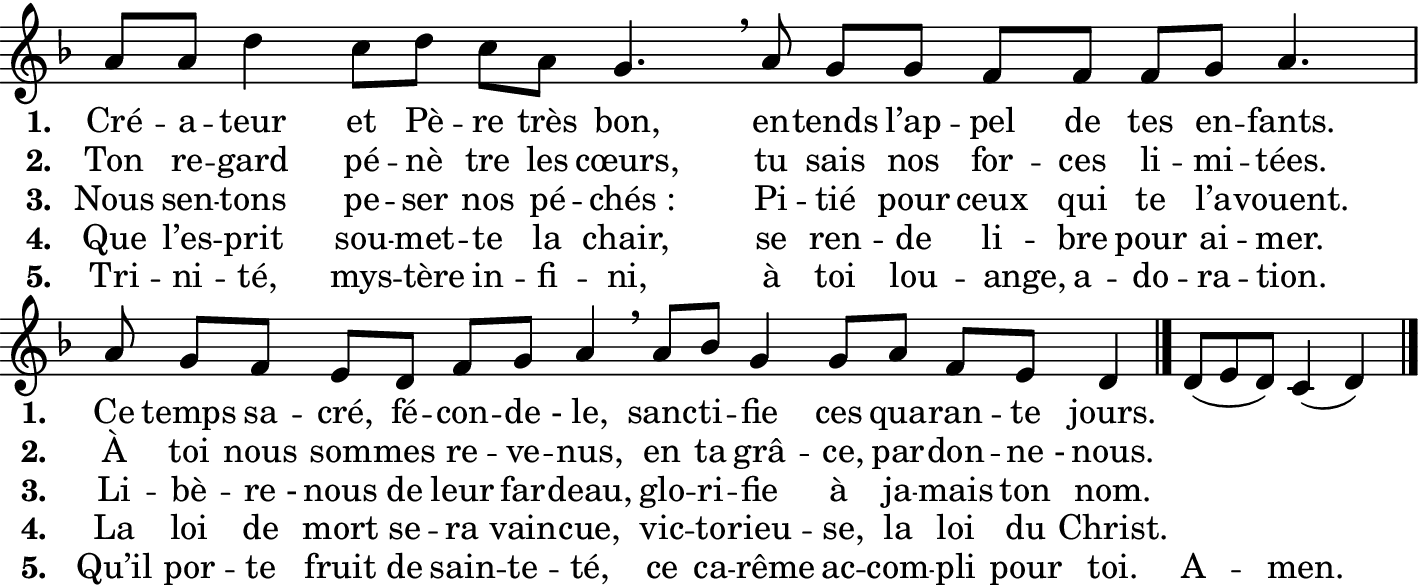 1. Cré – a – teur et Pè – re très bon, entends l’ap – pel de tes en – fants.
2. Ton re – gard pé – nè tre les cœurs, tu sais nos for – ces li – mi – tées.
3. Nous sen – tons pe – ser nos pé – chés : Pi – tié pour ceux qui te l’avouent.
4. Que l’es – prit sou – met – te la chair, se ren – de li – bre pour ai – mer.
5. Tri – ni – té, mys – tère in – fi – ni, à toi lou – ange, a – do – ra – tion.
1. Ce temps sa – cré, fé – con – de - le, sancti – fie ces quaran – te jours.
2. À toi nous sommes re – ve – nus, en ta grâ – ce, pardon – ne - nous.
3. Li – bè – re - nous de leur fardeau, glo – ri – fie à ja – mais ton nom.
4. La loi de mort se – ra vaincue, vic – torieu – se, la loi du Christ.
5. Qu’il por – te fruit de sain – te – té, ce ca – rême ac – com – pli pour toi. A – men.